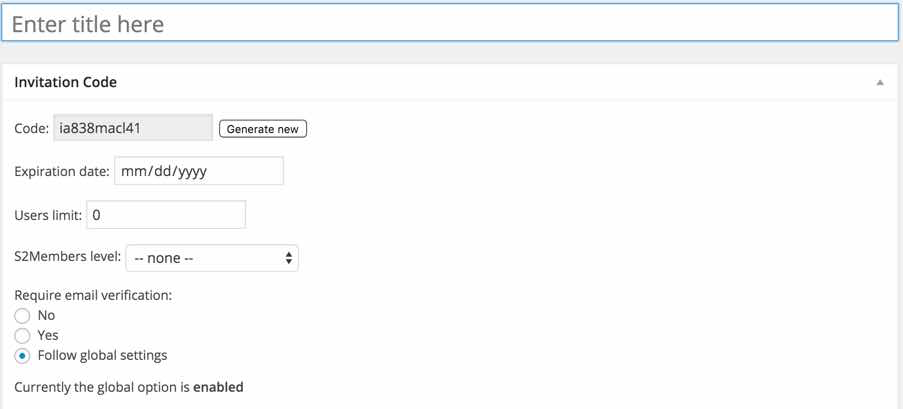 Enter title here
Invitation Code
Code: ia838macl41 Generate new
Expiration date: mm/dd/yyyy
Users limit: 0
S2Members level: -- none --
Require email verification:
No
Yes
Follow global settings
Currently the global option is enabled